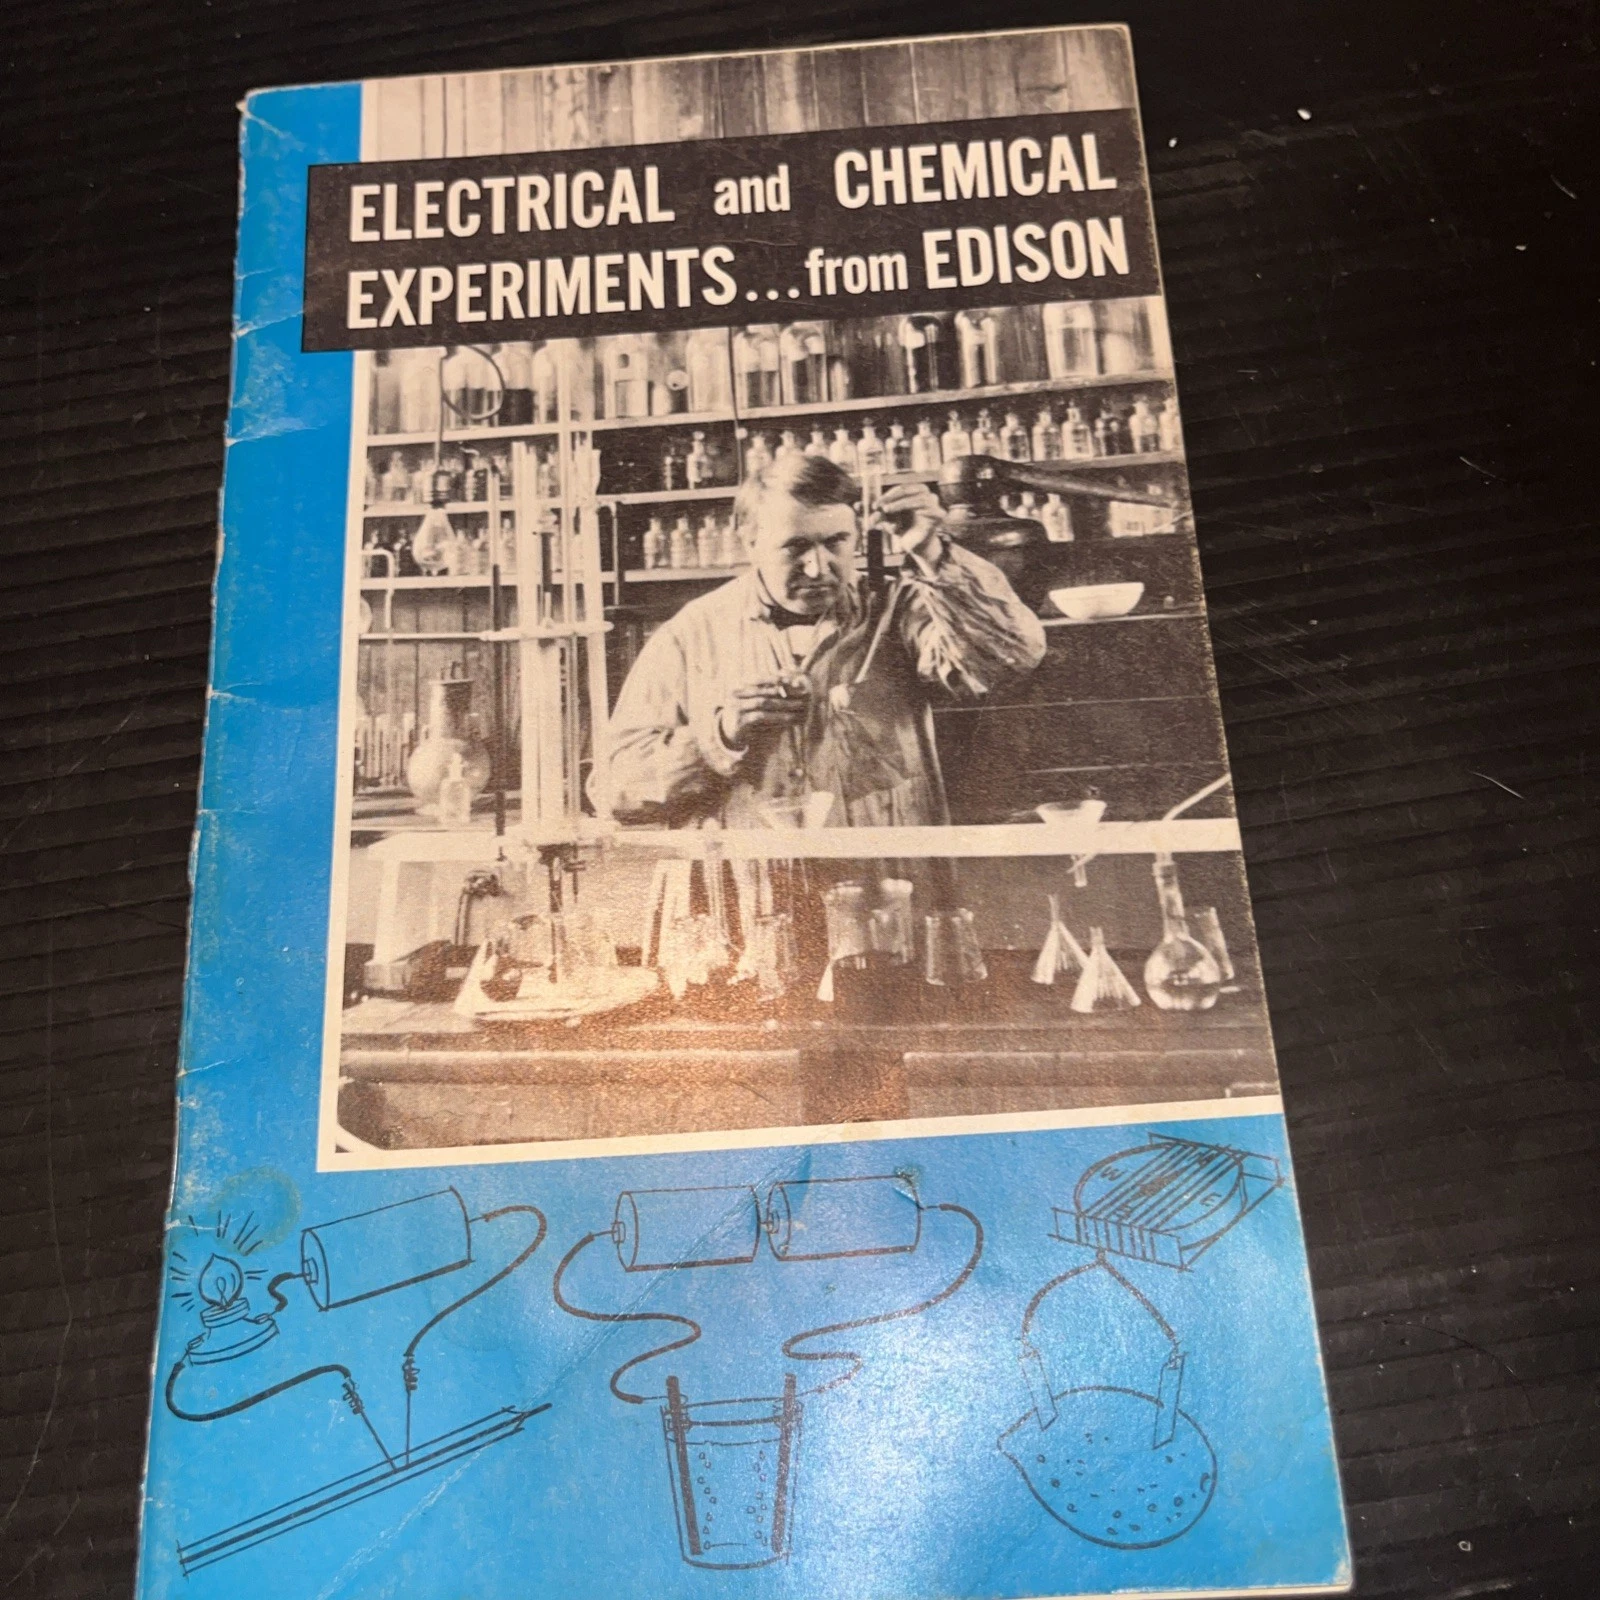 ELECTRICAL and CHEMICAL
EXPERIMENTS...from EDISON
W
E